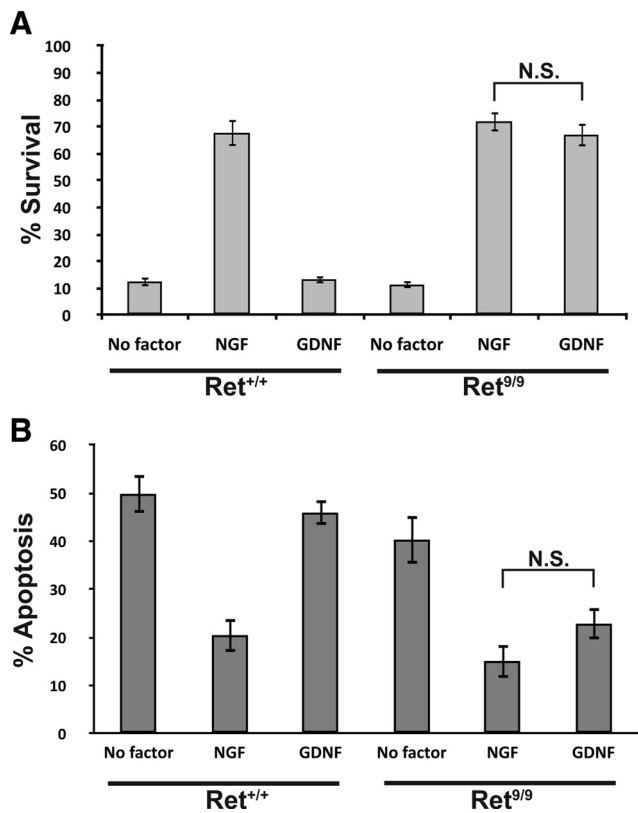 A
% Survival
100
90
80
70
60
50
40
30
20
10
0
N.S.
No factor NGF GDNF No factor NGF GDNF
Ret+/+ Ret9/9
B
% Apoptosis
60
50
40
30
20
10
0
N.S.
No factor NGF GDNF No factor NGF GDNF
Ret+/+ Ret9/9